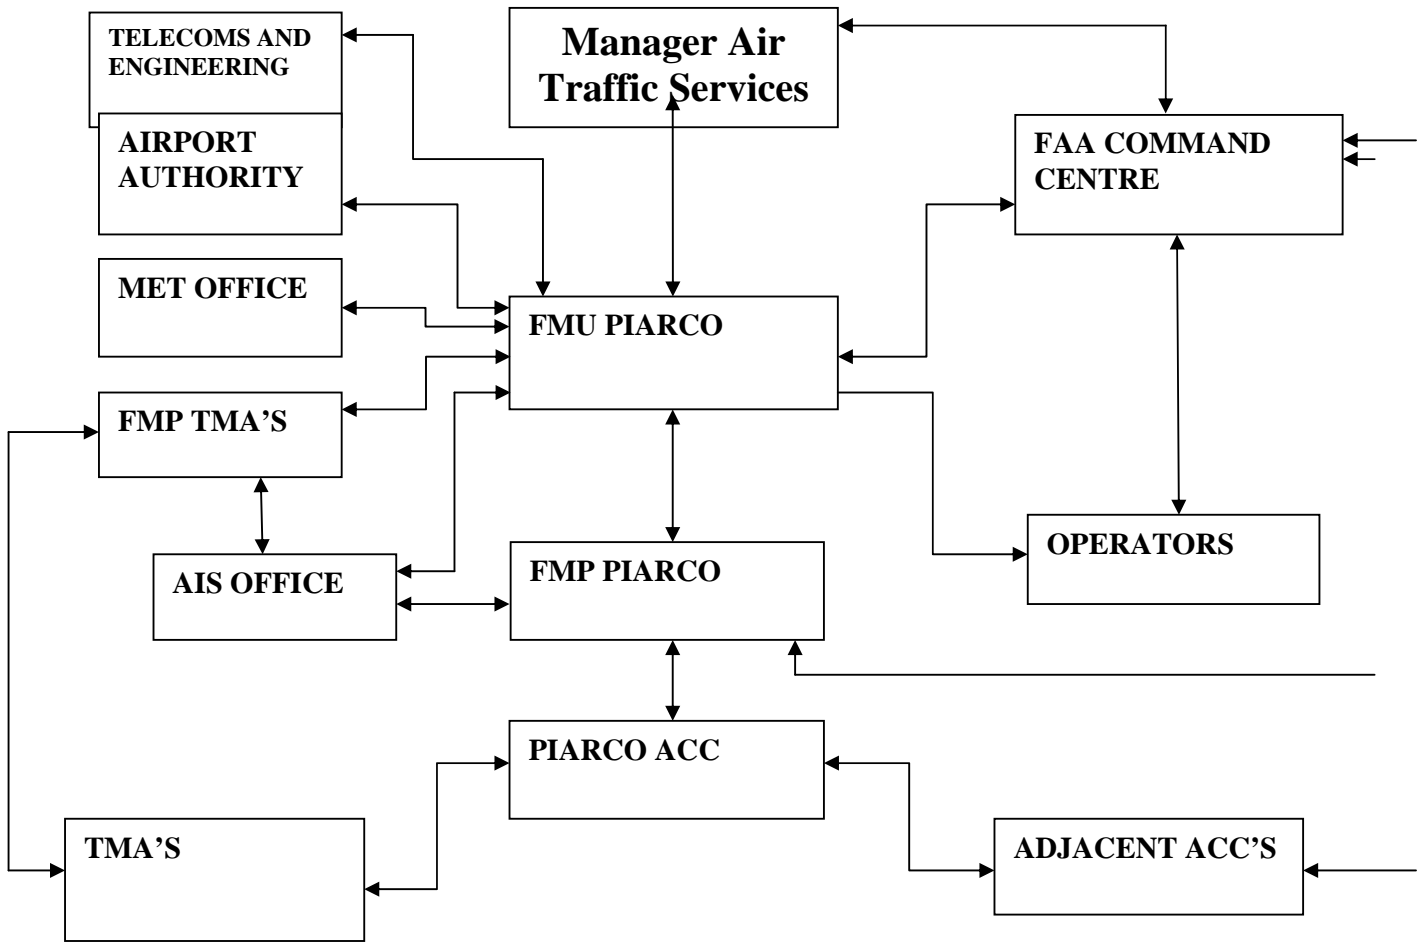 TELECOMS AND
ENGINEERING
Manager Air
Traffic Services
AIRPORT
AUTHORITY
FAA COMMAND
CENTRE
MET OFFICE
FMU PIARCO
FMP TMA’S
OPERATORS
AIS OFFICE
FMP PIARCO
PIARCO ACC
TMA’S
ADJACENT ACC’S